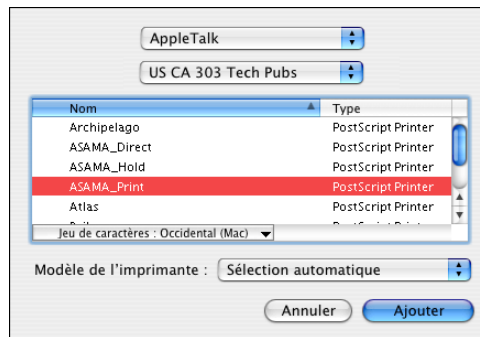 AppleTalk
US CA 303 Tech Pubs
Nom Type
Archipelago PostScript Printer
ASAMA_Direct PostScript Printer
ASAMA_Hold PostScript Printer
ASAMA_Print PostScript Printer
Atlas PostScript Printer
Jeu de caractères : Occidental (Mac)
Modèle de l'imprimante : Sélection automatique
Annuler Ajouter